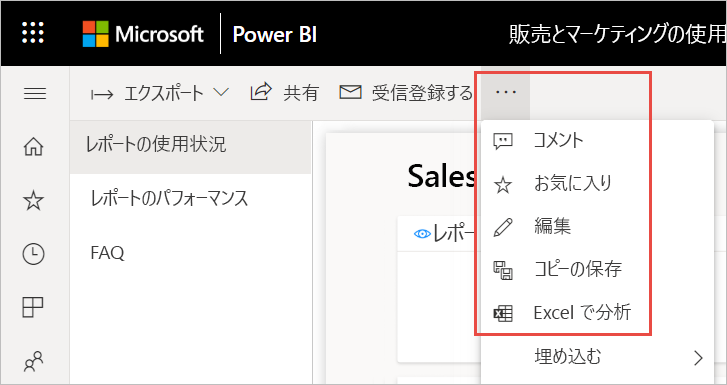 Microsoft Power BI 販売とマーケティングの使用
エクスポート 共有 受信登録する ...
レポートの使用状況
レポートのパフォーマンス
FAQ
Sales
レポー
コメント
お気に入り
編集
コピーの保存
Excel で分析
埋め込む